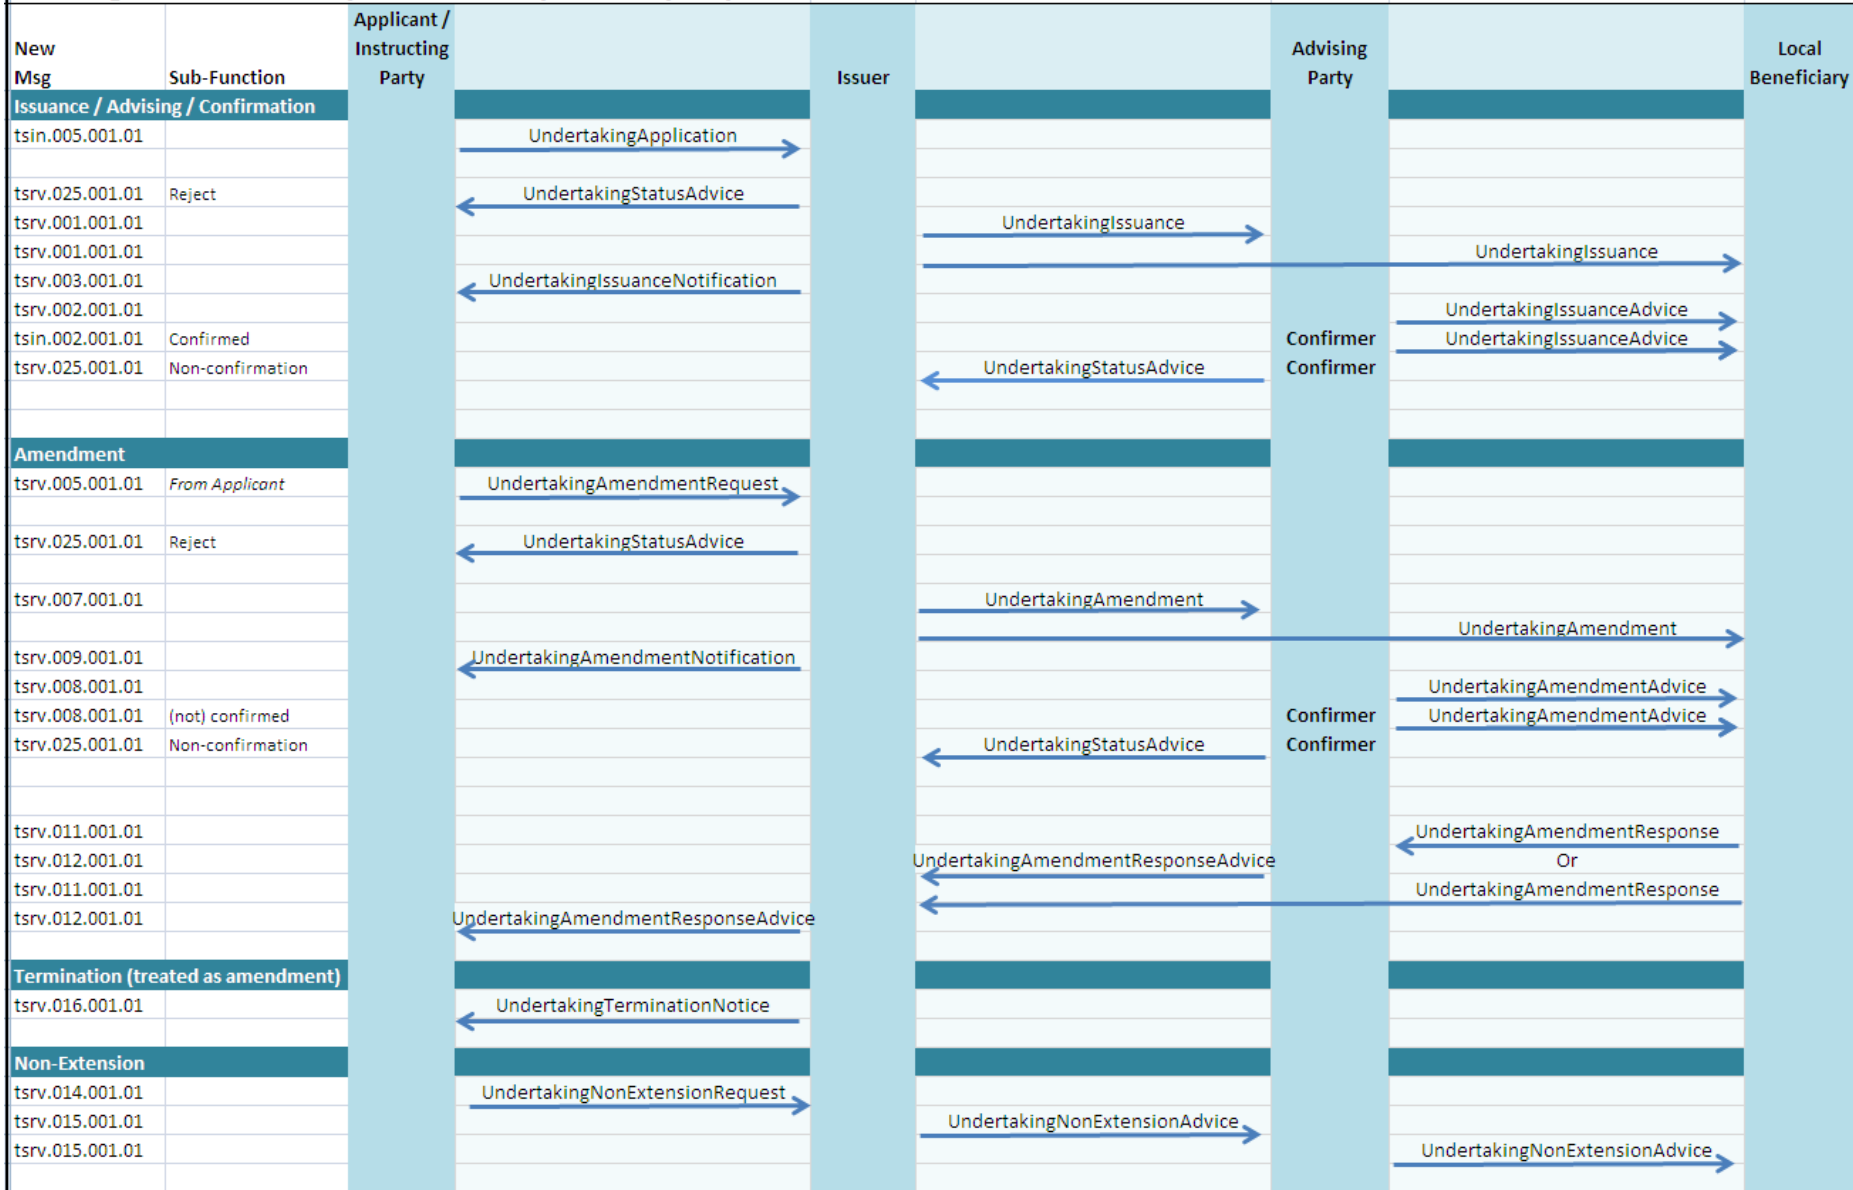 Applicant /
New Instructing Advising Local
Msg Sub-Function Party Issuer Party Beneficiary
Issuance / Advising / Confirmation
tsin.005.001.01 UndertakingApplication
tsrv.025.001.01 Reject UndertakingStatusAdvice
tsrv.001.001.01 UndertakingIssuance
tsrv.001.001.01 UndertakingIssuance
tsrv.003.001.01 UndertakingIssuanceNotification
tsrv.002.001.01 UndertakingIssuanceAdvice
tsin.002.001.01 Confirmed Confirmer UndertakingIssuanceAdvice
tsrv.025.001.01 Non-confirmation UndertakingStatusAdvice Confirmer
Amendment
tsrv.005.001.01 From Applicant UndertakingAmendmentRequest
tsrv.025.001.01 Reject UndertakingStatusAdvice
tsrv.007.001.01 UndertakingAmendment
UndertakingAmendment
tsrv.009.001.01 UndertakingAmendmentNotification
tsrv.008.001.01 UndertakingAmendmentAdvice
tsrv.008.001.01 (not) confirmed Confirmer UndertakingAmendmentAdvice
tsrv.025.001.01 Non-confirmation UndertakingStatusAdvice Confirmer
tsrv.011.001.01 UndertakingAmendmentResponse
tsrv.012.001.01 UndertakingAmendmentResponseAdvice Or
tsrv.011.001.01 UndertakingAmendmentResponse
tsrv.012.001.01 UndertakingAmendmentResponseAdvice
Termination (treated as amendment)
tsrv.016.001.01 UndertakingTerminationNotice
Non-Extension
tsrv.014.001.01 UndertakingNonExtensionRequest
tsrv.015.001.01 UndertakingNonExtensionAdvice
tsrv.015.001.01 UndertakingNonExtensionAdvice